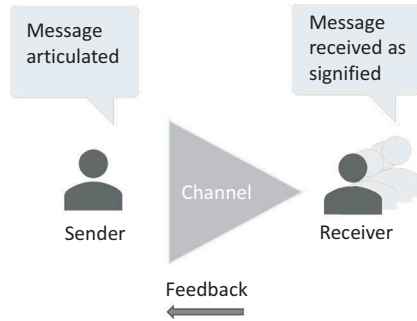 Message
articulated
Message
received as
signified
Channel
Sender
Receiver
Feedback